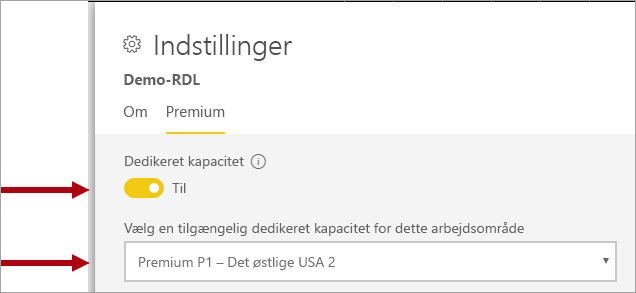 Indstillinger
Demo-RDL
Om Premium
Dedikeret kapacitet
Til
Vælg en tilgængelig dedikeret kapacitet for dette arbejdsområde
Premium P1 – Det østlige USA 2